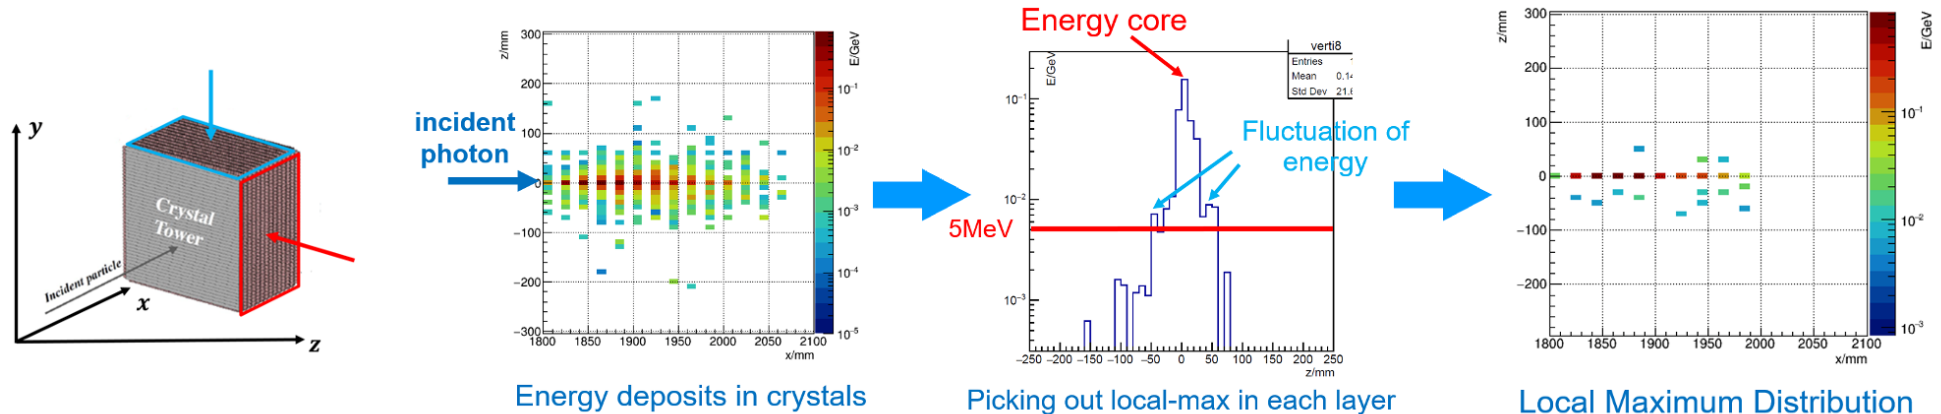 y
Crystal
Tower
Incident particle
x
z
incident
photon
z/mm
E/GeV
300
200
100
0
−100
−200
−300
1800 1850 1900 1950 2000 2050 2100
x/mm
10⁻¹
10⁻²
10⁻³
10⁻⁴
10⁻⁵
Energy deposits in crystals
Energy core
E/GeV
verti8
Entries
Mean 0.14
Std Dev 21.6
Fluctuation of
energy
5MeV
10⁻¹
10⁻²
10⁻³
−250 −200 −150 −100 −50 0 50 100 150 200 250
z/mm
Picking out local-max in each layer
z/mm
E/GeV
300
200
100
0
−100
−200
1800 1850 1900 1950 2000 2050 2100
x/mm
10⁻¹
10⁻²
10⁻³
Local Maximum Distribution